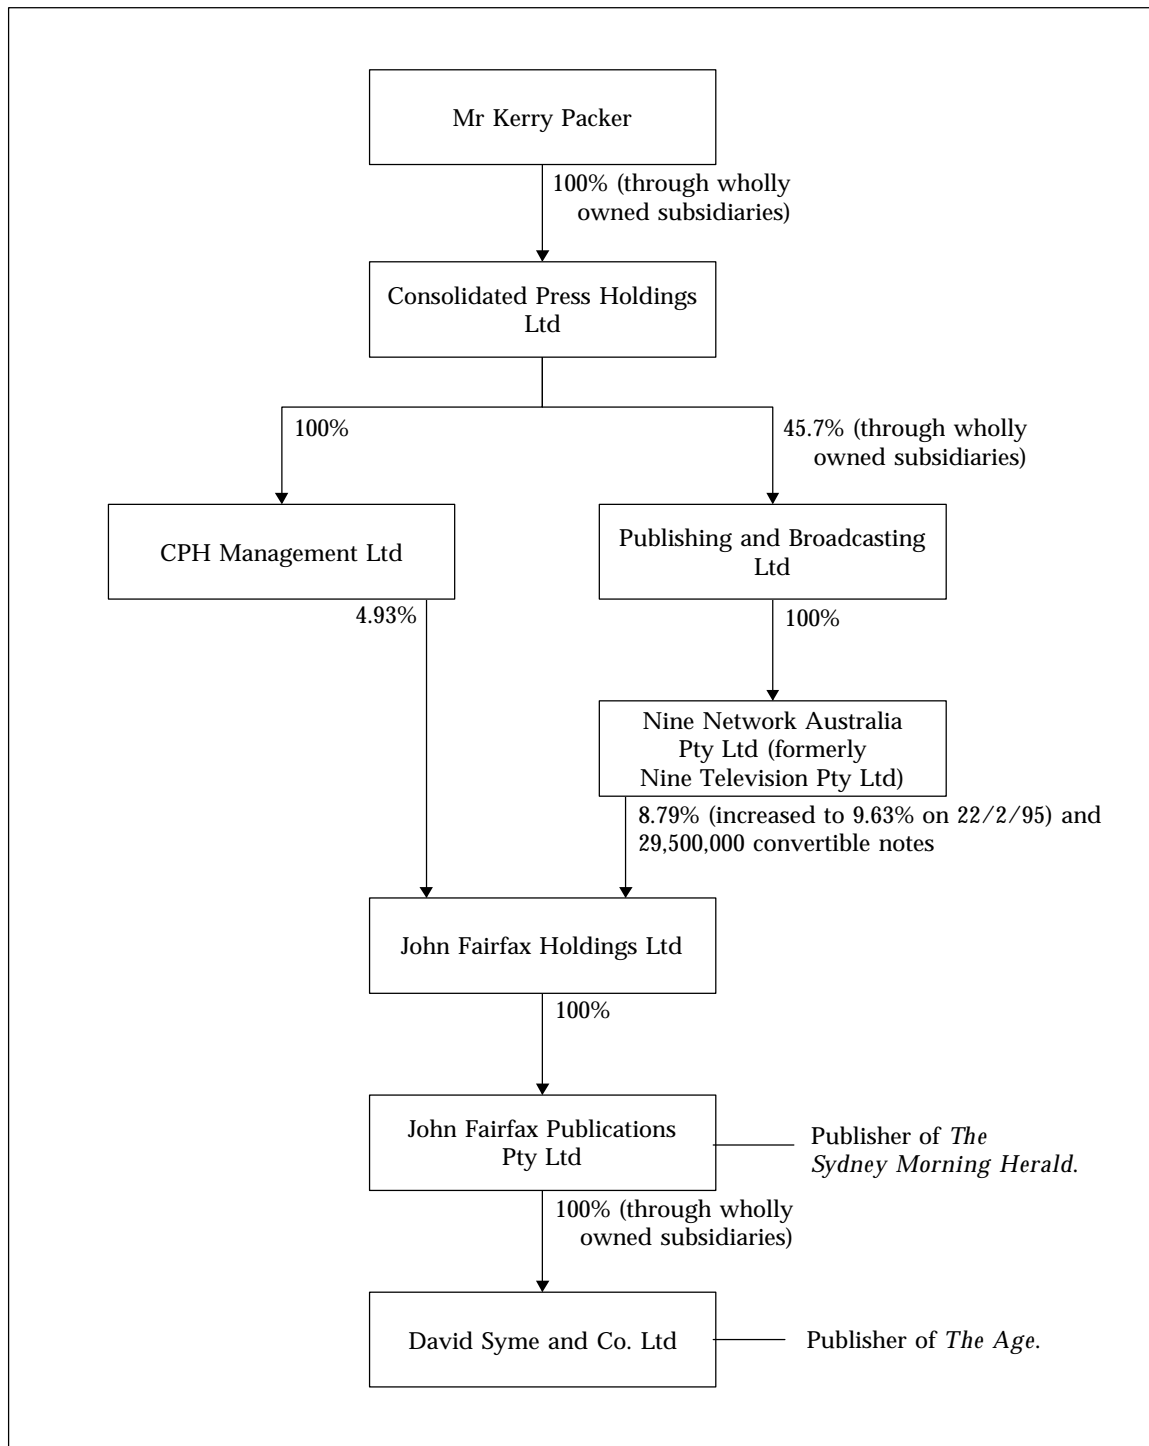 Mr Kerry Packer
100% (through wholly
owned subsidiaries)
Consolidated Press Holdings
Ltd
100%
45.7% (through wholly
owned subsidiaries)
CPH Management Ltd
Publishing and Broadcasting
Ltd
4.93%
100%
Nine Network Australia
Pty Ltd (formerly
Nine Television Pty Ltd)
8.79% (increased to 9.63% on 22/2/95) and
29,500,000 convertible notes
John Fairfax Holdings Ltd
100%
John Fairfax Publications
Pty Ltd
Publisher of The
Sydney Morning Herald.
100% (through wholly
owned subsidiaries)
David Syme and Co. Ltd
Publisher of The Age.